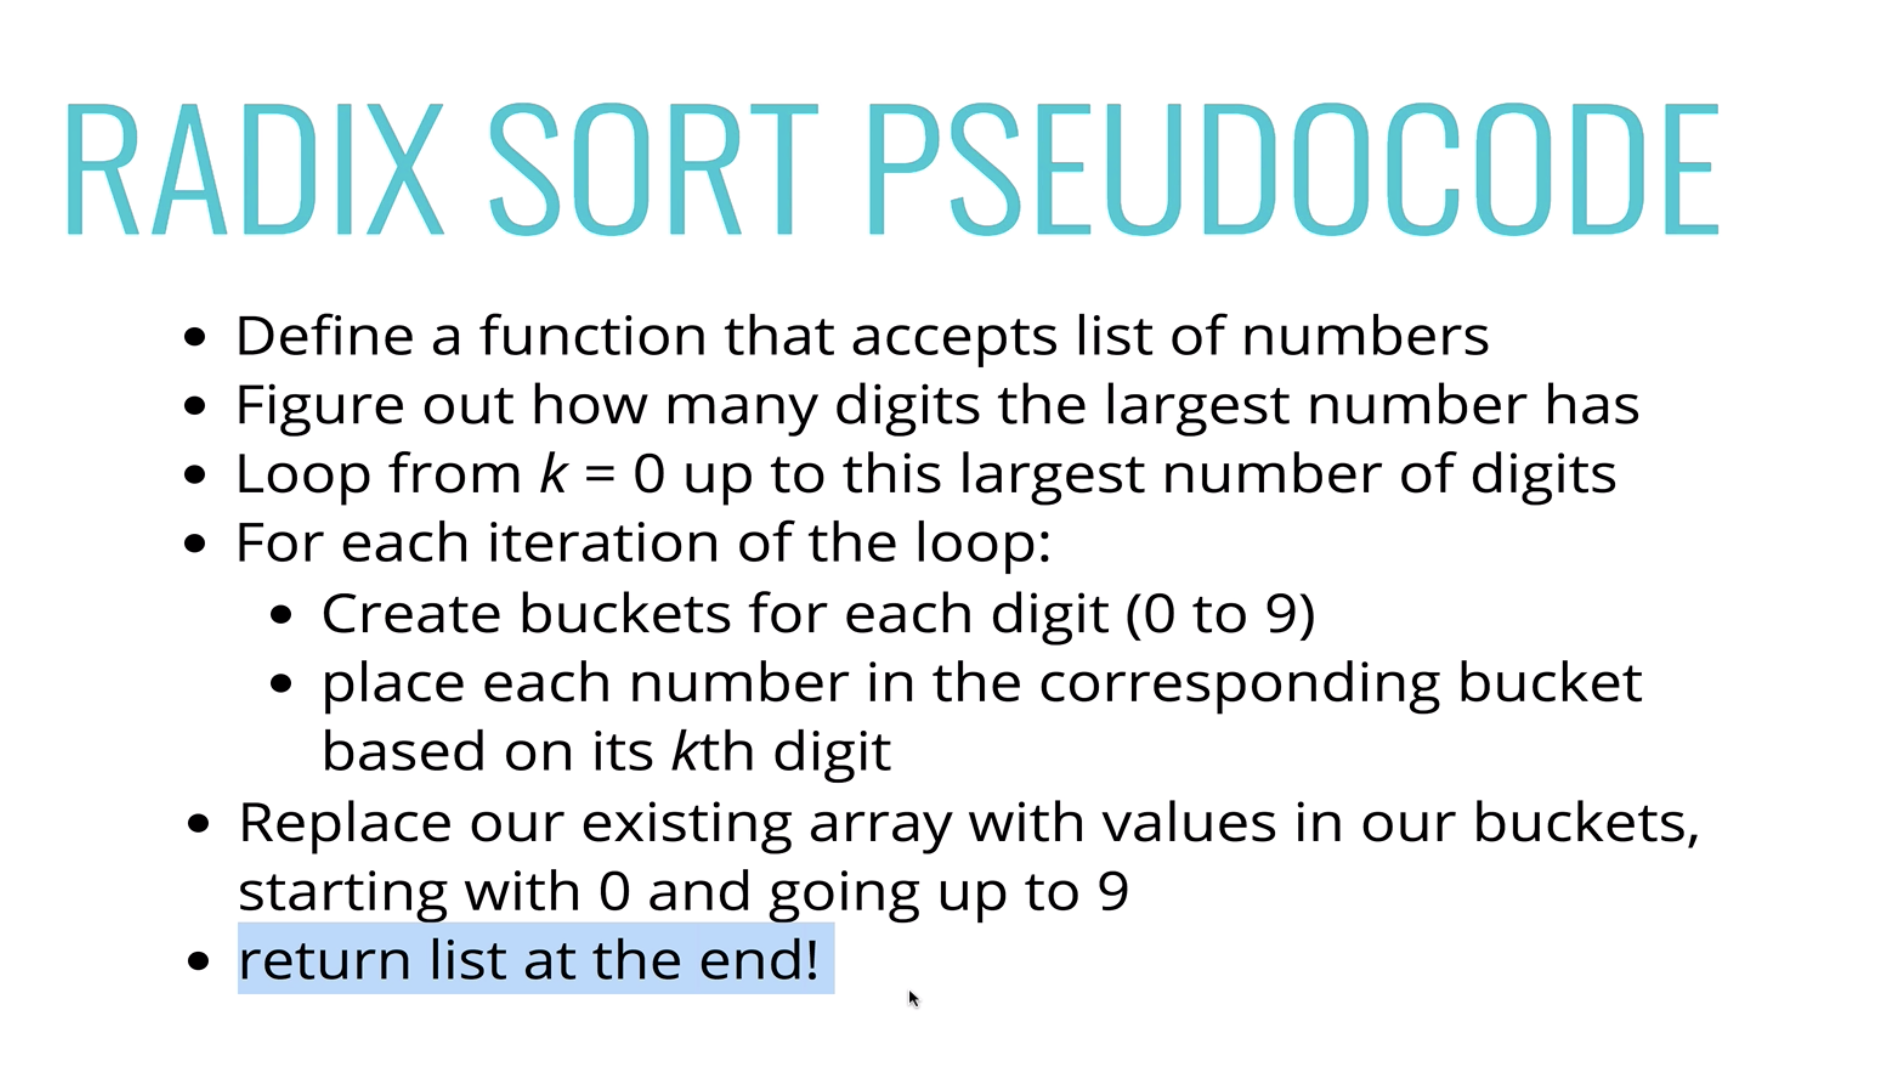 RADIX SORT PSEUDOCODE
• Define a function that accepts list of numbers
• Figure out how many digits the largest number has
• Loop from k = 0 up to this largest number of digits
• For each iteration of the loop:
• Create buckets for each digit (0 to 9)
• place each number in the corresponding bucket
based on its kth digit
• Replace our existing array with values in our buckets,
starting with 0 and going up to 9
• return list at the end!